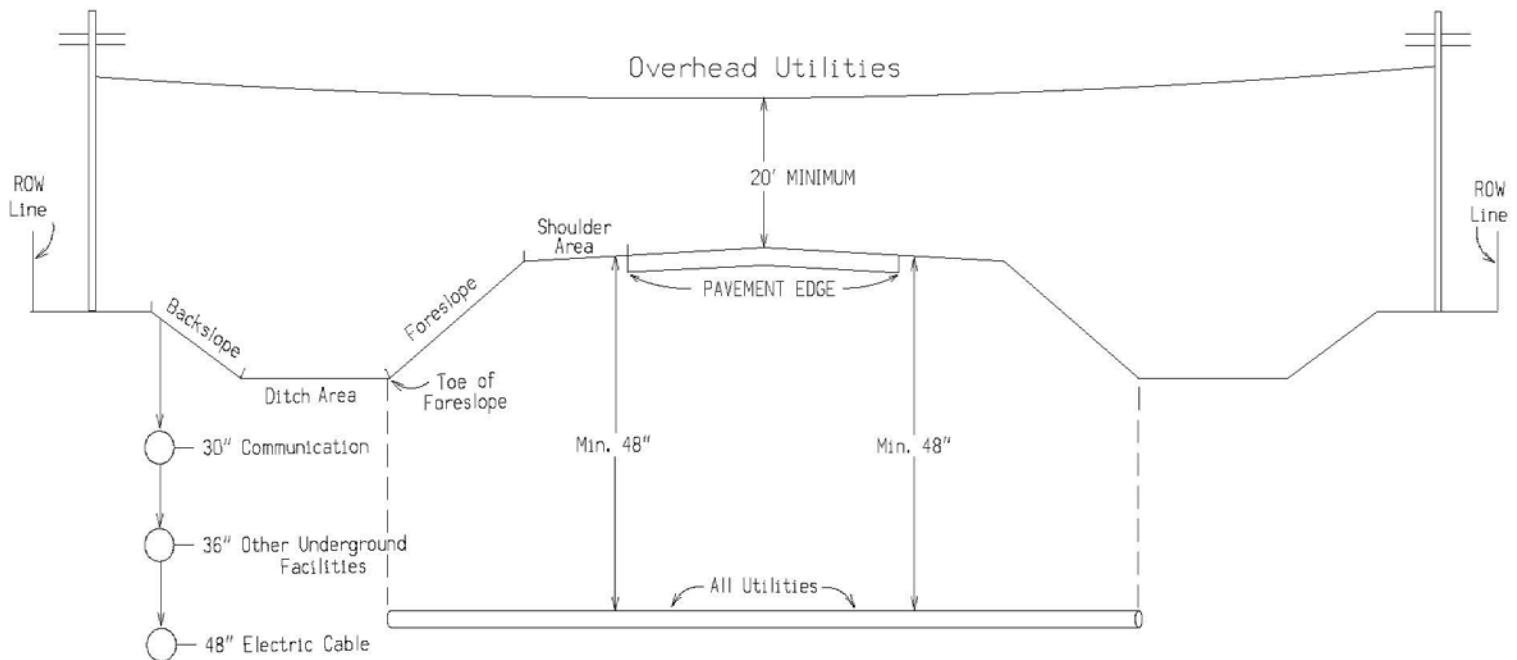 Overhead Utilities
20' MINIMUM
ROW
Line
ROW
Line
Shoulder
Area
PAVEMENT EDGE
Backslope
Foreslope
Ditch Area
Toe of
Foreslope
30" Communication
Min. 48"
Min. 48"
36" Other Underground
Facilities
All Utilities
48" Electric Cable